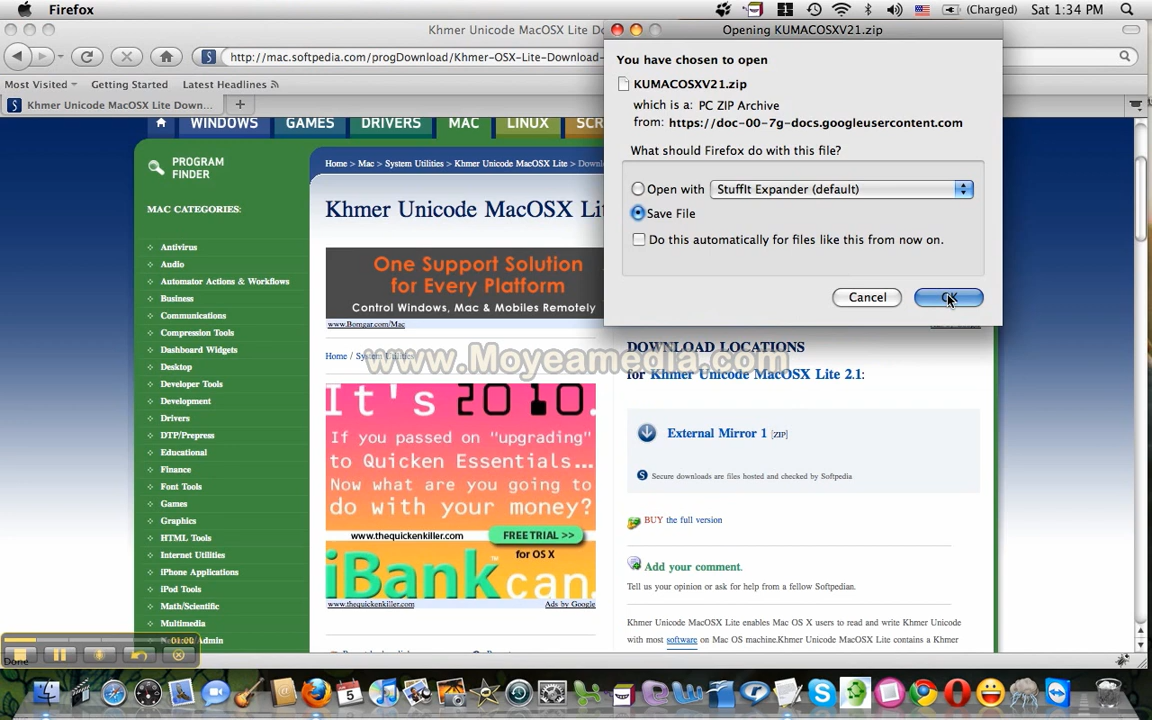 Firefox
(Charged) Sat 1:34 PM
Khmer Unicode MacOSX Lite Do
Opening KUMACOSXV21.zip
http://mac.softpedia.com/progDownload/Khmer-OSX-Lite-Download-
Most Visited
Getting Started
Latest Headlines
Khmer Unicode MacOSX Lite Down...
You have chosen to open
KUMACOSXV21.zip
which is a: PC ZIP Archive
from: https://doc-00-7g-docs.googleusercontent.com
What should Firefox do with this file?
Open with StuffIt Expander (default)
Save File
Do this automatically for files like this from now on.
Cancel
OK
WINDOWS GAMES DRIVERS MAC LINUX SCR
PROGRAM
FINDER
MAC CATEGORIES:
Antivirus
Audio
Automator Actions & Workflows
Business
Communications
Compression Tools
Dashboard Widgets
Desktop
Developer Tools
Development
Drivers
DTP/Prepress
Educational
Finance
Font Tools
Games
Graphics
HTML Tools
Internet Utilities
iPhone Applications
iPod Tools
Math/Scientific
Multimedia
Admin
Home > Mac > System Utilities > Khmer Unicode MacOSX Lite > Downl
Khmer Unicode MacOSX Lit
One Support Solution
for Every Platform
Control Windows, Mac & Mobiles Remotely
www.Bomgar.com/Mac
Home / System Utilities
www.Moyeamedia.com
It's 2010.
If you passed on "upgrading"
to Quicken Essentials...
Now what are you going to
do with your money?
www.thequickenkiller.com
FREE TRIAL >>
for OS X
iBank can.
www.thequickenkiller.com
Ads by Google
DOWNLOAD LOCATIONS
for Khmer Unicode MacOSX Lite 2.1:
External Mirror 1 [ZIP]
Secure downloads are files hosted and checked by Softpedia
BUY the full version
Add your comment.
Tell us your opinion or ask for help from a fellow Softpedian.
Khmer Unicode MacOSX Lite enables Mac OS X users to read and write Khmer Unicode
with most software on Mac OS machine.Khmer Unicode MacOSX Lite contains a Khmer
01:00
Done
5